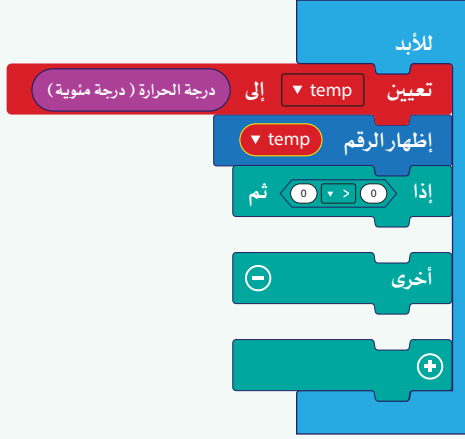 للأبد
تعيين temp ▼ إلى درجة الحرارة ( درجة مئوية )
إظهار الرقم temp ▼
إذا 0 < ▼ 0 ثم
أخرى